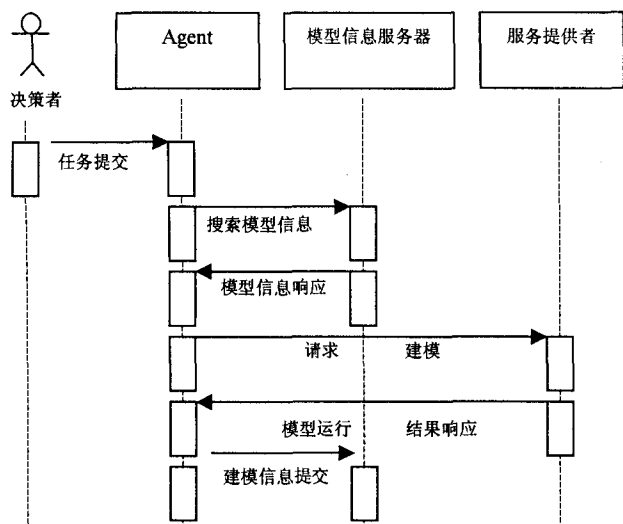 Agent
模型信息服务器
服务提供者
决策者
任务提交
搜索模型信息
模型信息响应
请求 建模
模型运行 结果响应
建模信息提交